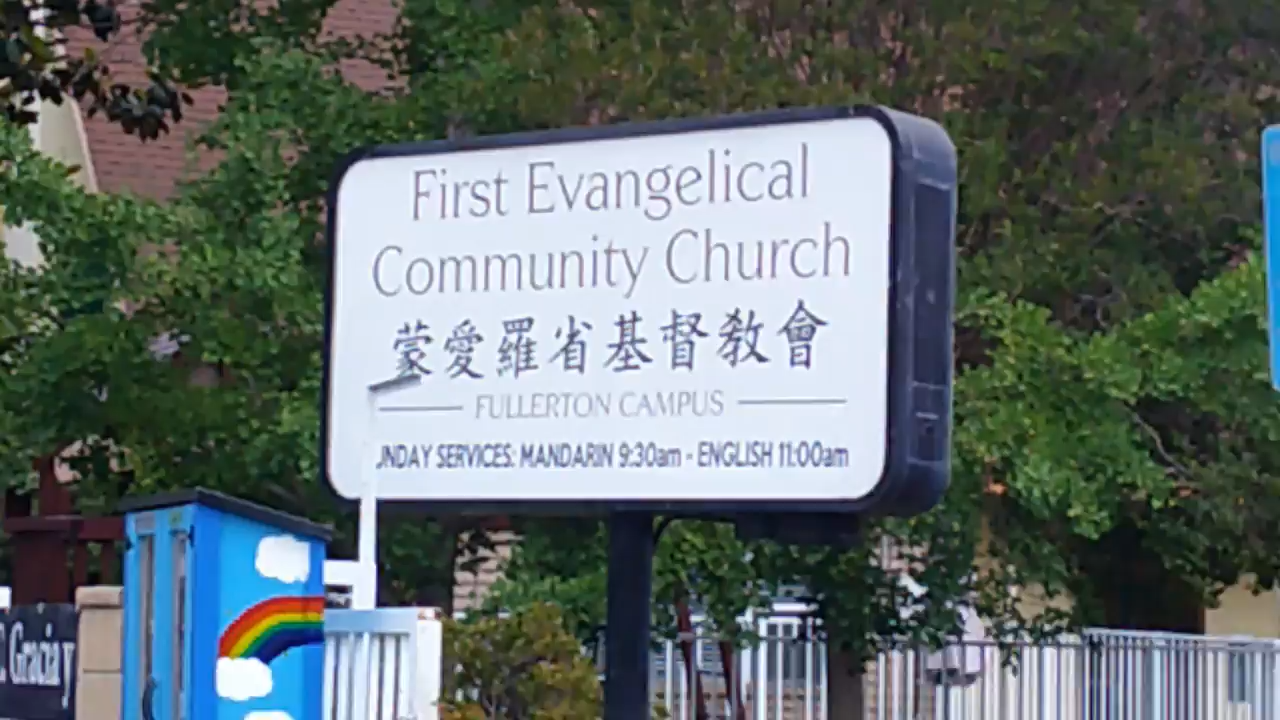 First Evangelical
Community Church
蒙愛羅省基督教會
FULLERTON CAMPUS
SERVICES: MANDARIN 9:30am - ENGLISH 11:00am
Gracia y